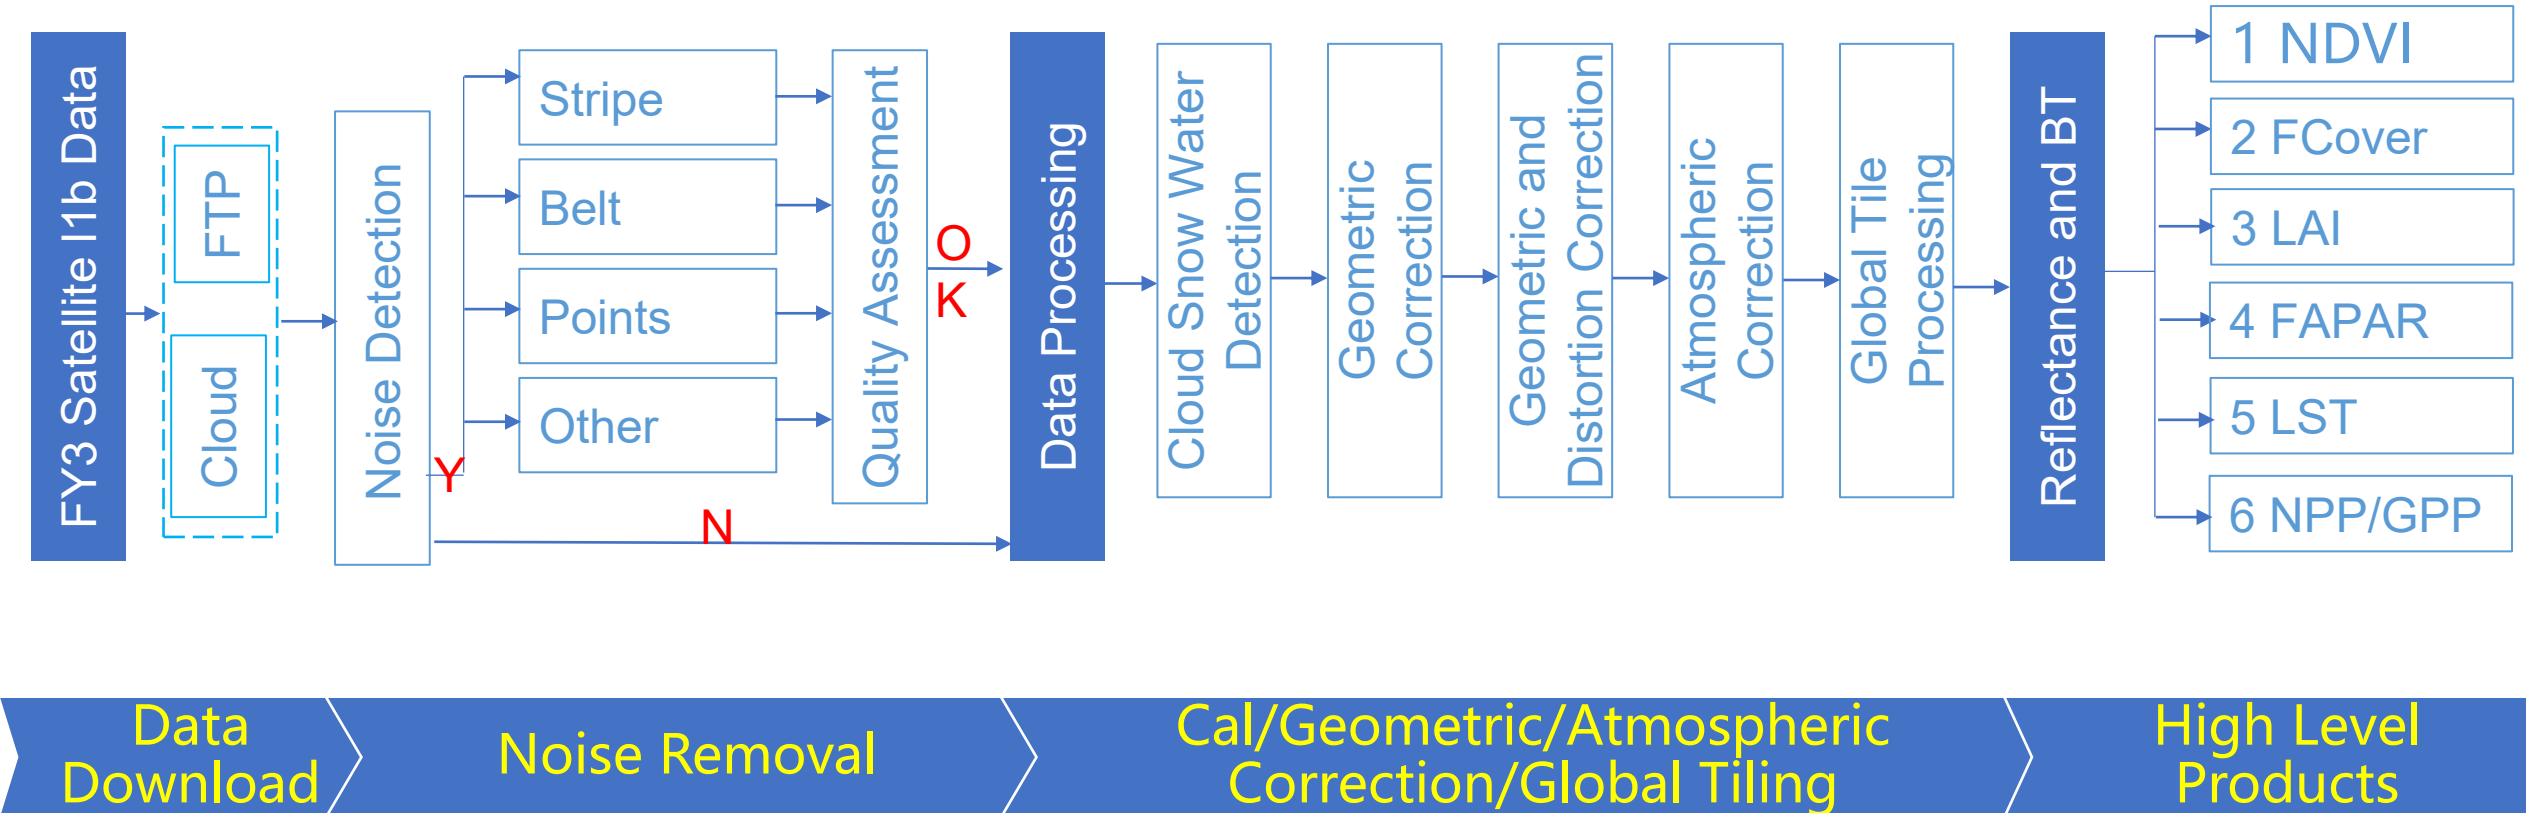 FY3 Satellite l1b Data
FTP
Cloud
Noise Detection
Y
N
Stripe
Belt
Points
Other
Quality Assessment
O
K
Data Processing
Cloud Snow Water
Detection
Geometric
Correction
Geometric and
Distortion Correction
Atmospheric
Correction
Global Tile
Processing
Reflectance and BT
1 NDVI
2 FCover
3 LAI
4 FAPAR
5 LST
6 NPP/GPP
Data
Download
Noise Removal
Cal/Geometric/Atmospheric
Correction/Global Tiling
High Level
Products